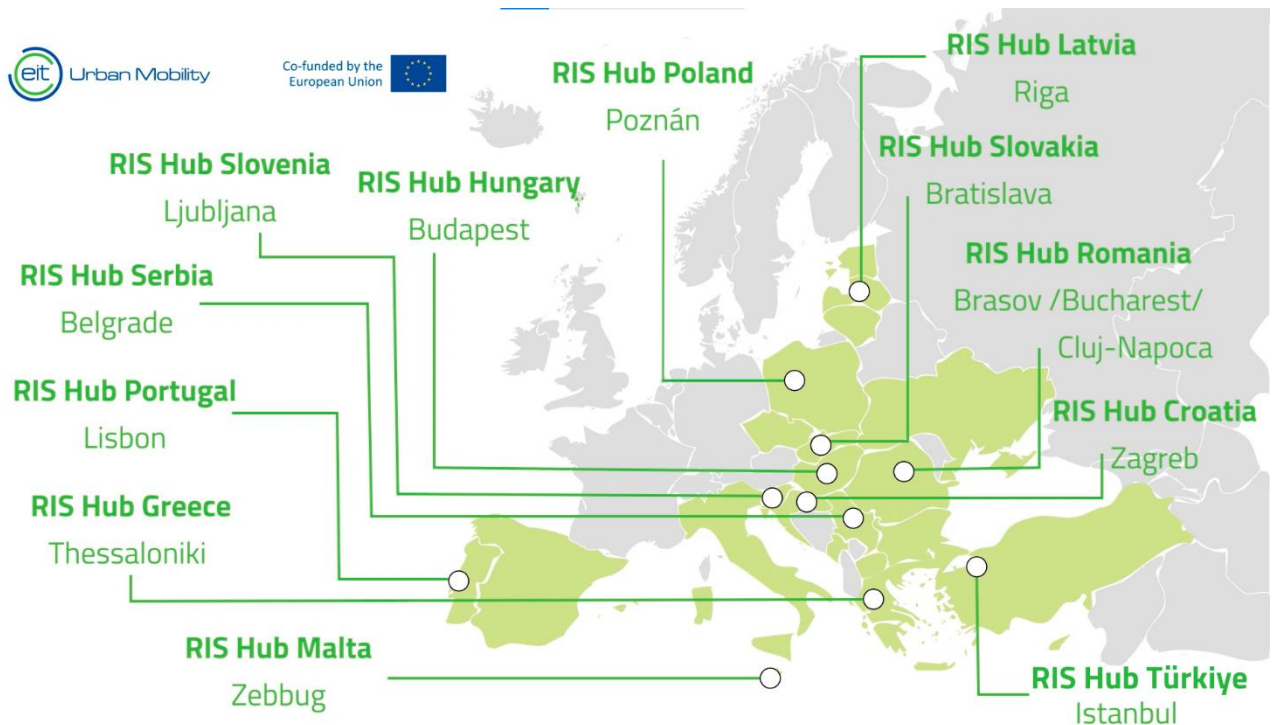 eit Urban Mobility
Co-funded by the
European Union
RIS Hub Latvia
Riga
RIS Hub Poland
Poznán
RIS Hub Slovakia
Bratislava
RIS Hub Slovenia
Ljubljana
RIS Hub Hungary
Budapest
RIS Hub Romania
Brasov /Bucharest/
Cluj-Napoca
RIS Hub Serbia
Belgrade
RIS Hub Portugal
Lisbon
RIS Hub Croatia
Zagreb
RIS Hub Greece
Thessaloniki
RIS Hub Malta
Zebbug
RIS Hub Türkiye
Istanbul